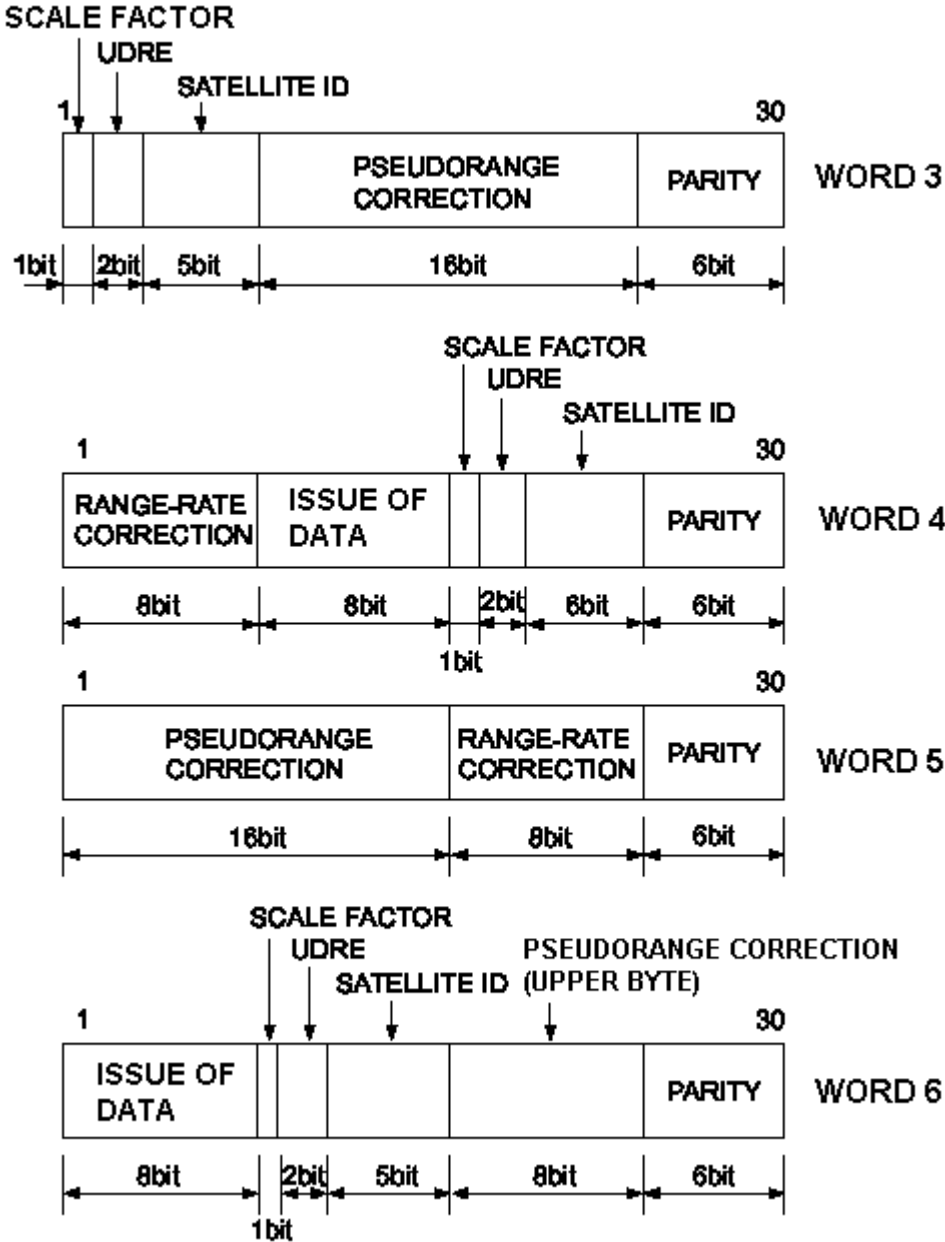 SCALE FACTOR
UDRE
SATELLITE ID
1 30
PSEUDORANGE
CORRECTION
PARITY
WORD 3
1bit 2bit 5bit 16bit 6bit
SCALE FACTOR
UDRE
SATELLITE ID
1 30
RANGE-RATE
CORRECTION
ISSUE OF
DATA
PARITY
WORD 4
8bit 8bit 2bit 6bit 6bit
1bit
1 30
PSEUDORANGE
CORRECTION
RANGE-RATE
CORRECTION
PARITY
WORD 5
16bit 8bit 6bit
SCALE FACTOR
UDRE
SATELLITE ID
PSEUDORANGE CORRECTION
(UPPER BYTE)
1 30
ISSUE OF
DATA
PARITY
WORD 6
8bit 2bit 5bit 8bit 6bit
1bit